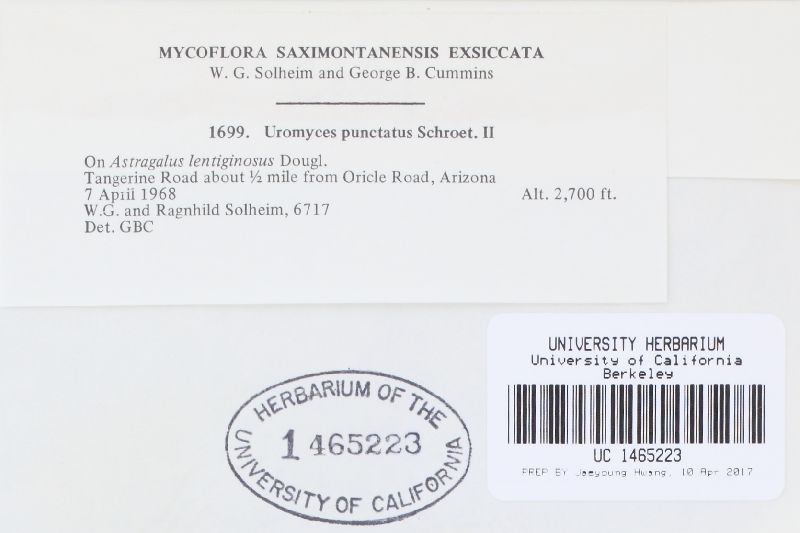 MYCOFLORA SAXIMONTANENSIS EXSICCATA
W. G. Solheim and George B. Cummins
1699. Uromyces punctatus Schroet. II
On Astragalus lentiginosus Dougl.
Tangerine Road about ½ mile from Oricle Road, Arizona
7 Apiii 1968 Alt. 2,700 ft.
W.G. and Ragnhild Solheim, 6717
Det. GBC
HERBARIUM OF THE
1465223
UNIVERSITY OF CALIFORNIA
UNIVERSITY HERBARIUM
University of California
Berkeley
UC 1465223
PREP BY Jaeyoung Hwang, 10 Apr 2017